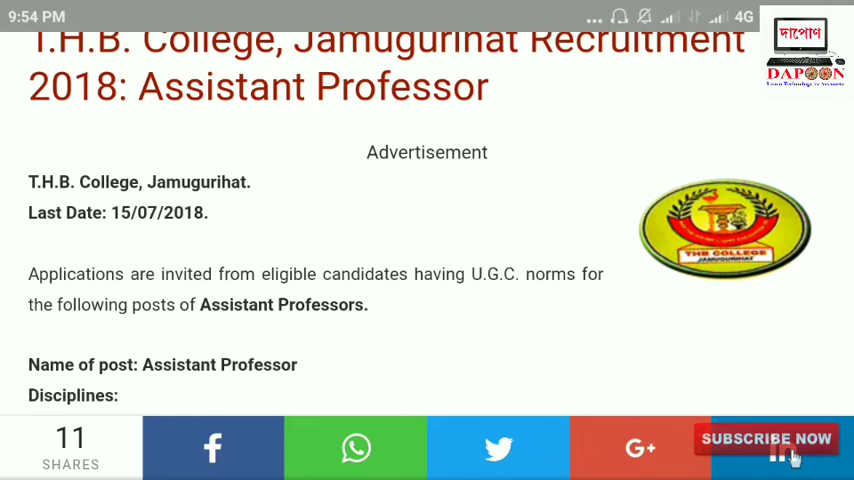 9:54 PM
4G
T.H.B. College, Jamugurihat Recruitment
2018: Assistant Professor
দাপোণ
DAPOON
Advertisement
T.H.B. College, Jamugurihat.
Last Date: 15/07/2018.
THB COLLEGE
JAMUGURIHAT
Applications are invited from eligible candidates having U.G.C. norms for
the following posts of Assistant Professors.
Name of post: Assistant Professor
Disciplines:
11
SHARES
f
G+
SUBSCRIBE NOW
in